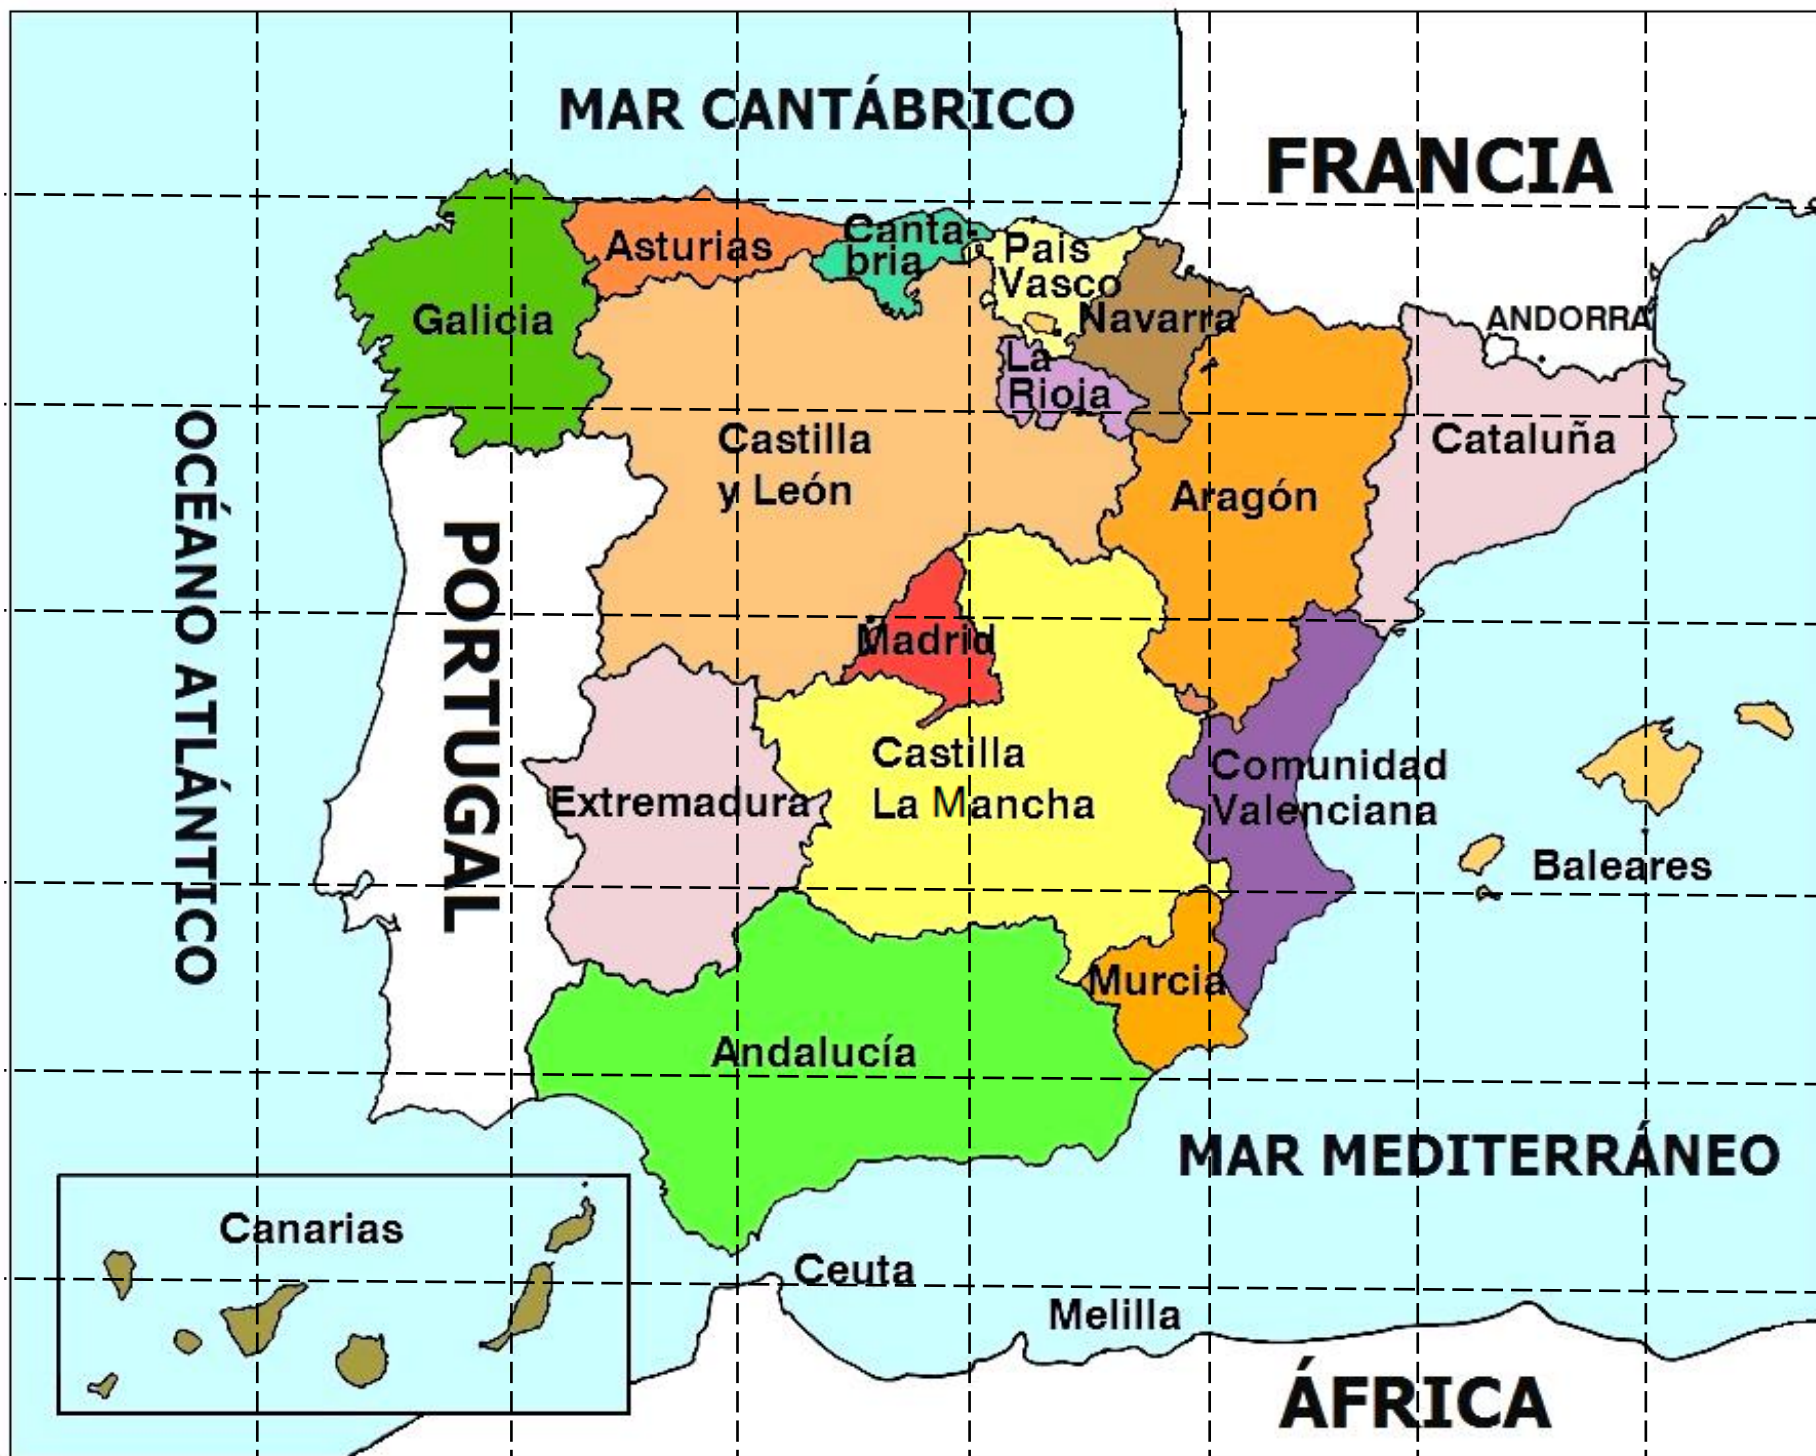 MAR CANTÁBRICO
FRANCIA
Asturias
Canta-
bria
Pais
Vasco
Galicia
Navarra
ANDORRA
La
Rioja
Castilla
y León
Cataluña
Aragón
OCÉANO ATLÁNTICO
PORTUGAL
Madrid
Castilla
La Mancha
Comunidad
Valenciana
Extremadura
Baleares
Murcia
Andalucía
MAR MEDITERRÁNEO
Canarias
Ceuta
Melilla
ÁFRICA